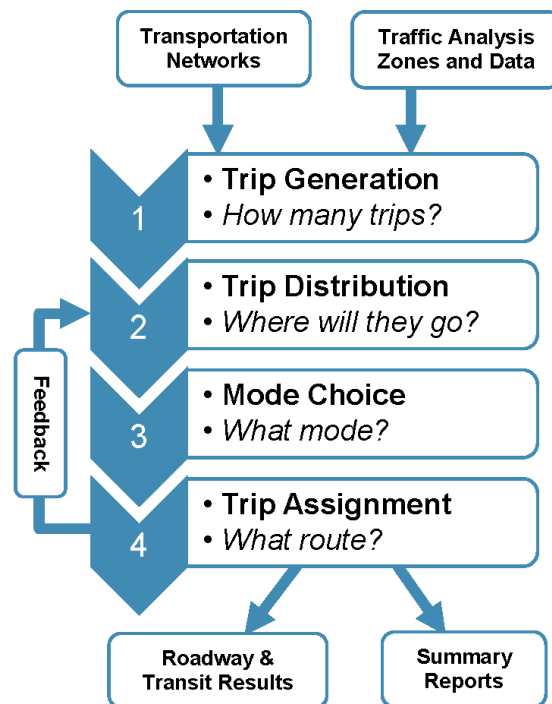 Transportation
Networks
Traffic Analysis
Zones and Data
1
• Trip Generation
• How many trips?
2
• Trip Distribution
• Where will they go?
Feedback
3
• Mode Choice
• What mode?
4
• Trip Assignment
• What route?
Roadway &
Transit Results
Summary
Reports